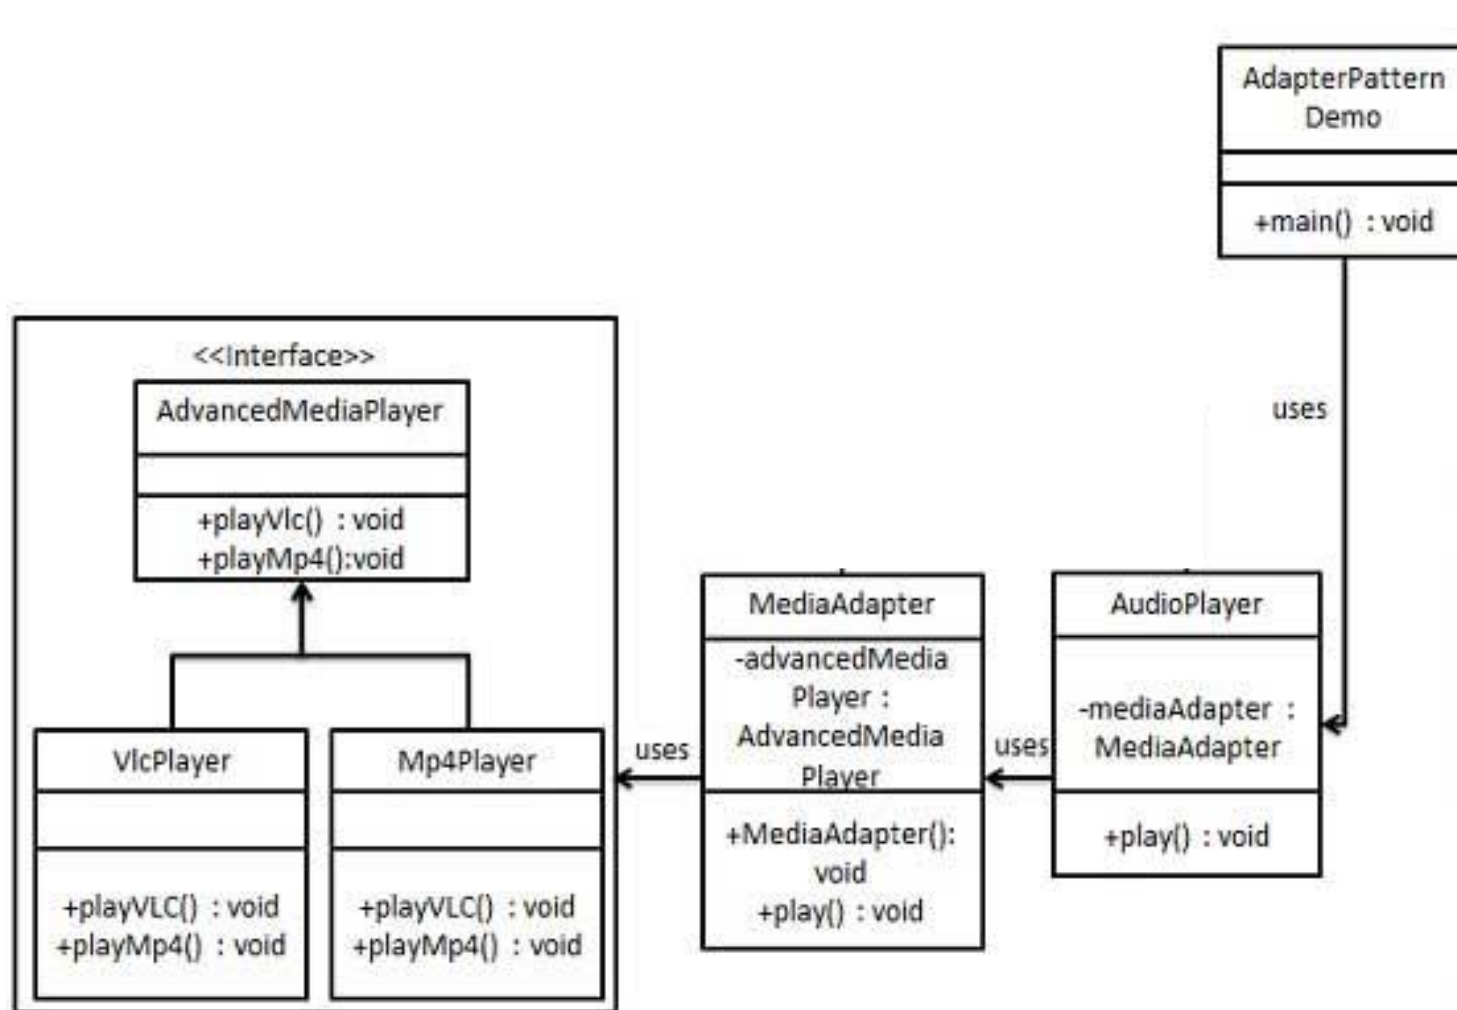 AdapterPattern
Demo
+main() : void
uses
<<Interface>>
AdvancedMediaPlayer
+playVlc() : void
+playMp4():void
VlcPlayer
+playVLC() : void
+playMp4() : void
Mp4Player
+playVLC() : void
+playMp4() : void
uses
MediaAdapter
-advancedMedia
Player :
AdvancedMedia
Player
+MediaAdapter():
void
+play() : void
uses
AudioPlayer
-mediaAdapter :
MediaAdapter
+play() : void